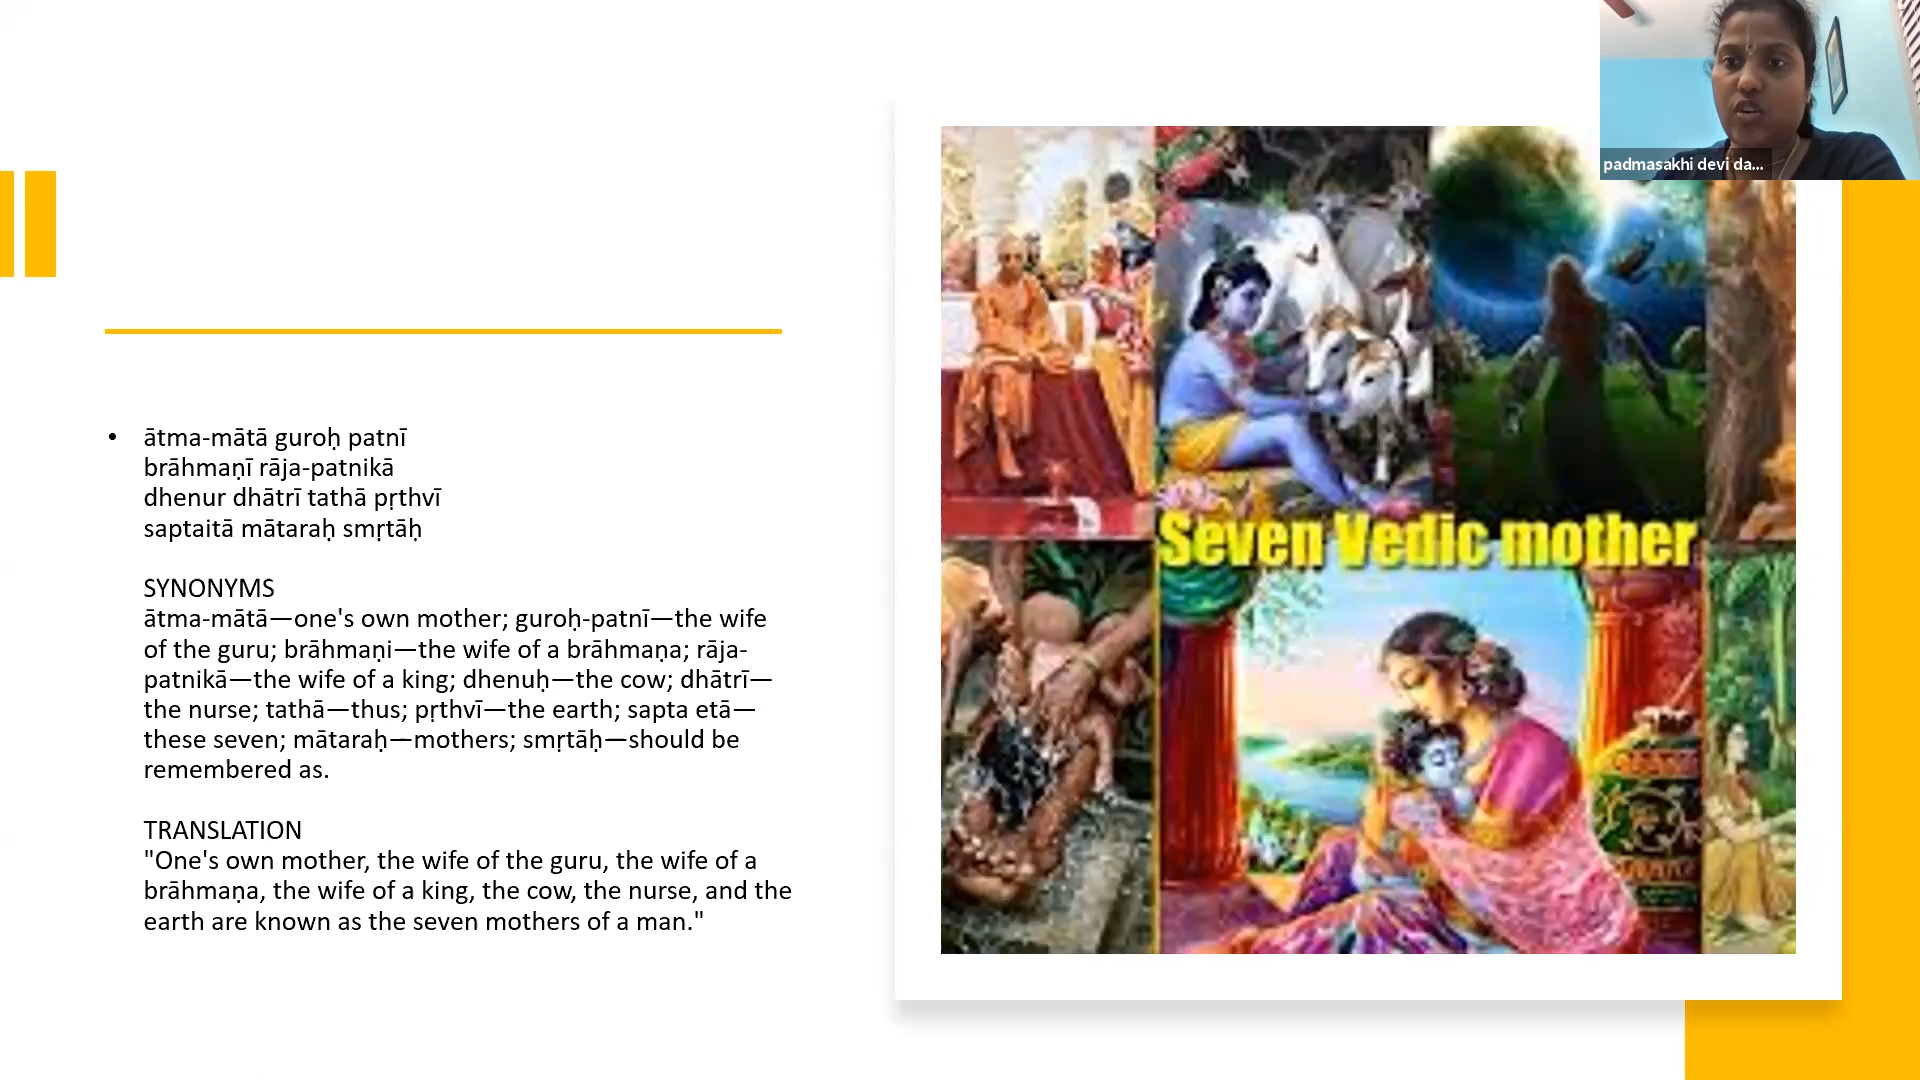 padmasakhi devi da...
• ātma-mātā guroḥ patnī
brāhmaṇī rāja-patnikā
dhenur dhātrī tathā pṛthvī
saptaitā mātaraḥ smṛtāḥ
SYNONYMS
ātma-mātā—one's own mother; guroḥ-patnī—the wife
of the guru; brāhmaṇi—the wife of a brāhmaṇa; rāja-
patnikā—the wife of a king; dhenuḥ—the cow; dhātrī—
the nurse; tathā—thus; pṛthvī—the earth; sapta etā—
these seven; mātaraḥ—mothers; smṛtāḥ—should be
remembered as.
TRANSLATION
"One's own mother, the wife of the guru, the wife of a
brāhmaṇa, the wife of a king, the cow, the nurse, and the
earth are known as the seven mothers of a man."
Seven Vedic mother